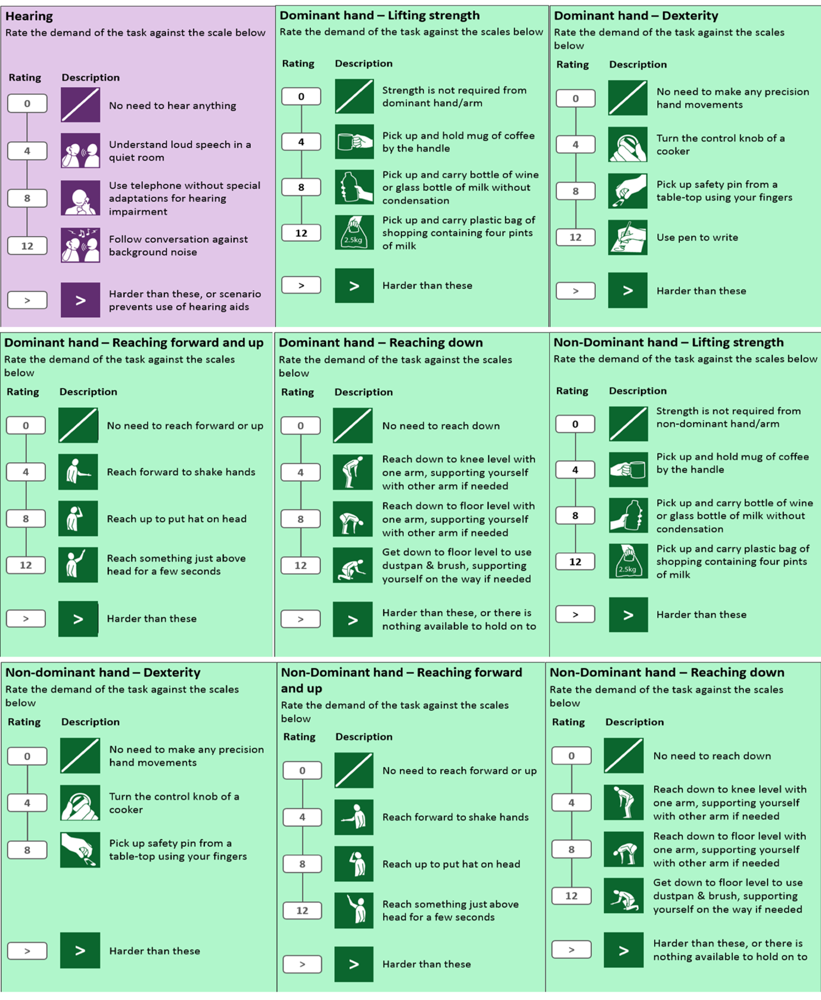 Hearing
Rate the demand of the task against the scale below
Rating Description
0 No need to hear anything
4 Understand loud speech in a
quiet room
8 Use telephone without special
adaptations for hearing
impairment
12 Follow conversation against
background noise
> > Harder than these, or scenario
prevents use of hearing aids
Dominant hand – Lifting strength
Rate the demand of the task against the scales below
Rating Description
0 Strength is not required from
dominant hand/arm
4 Pick up and hold mug of coffee
by the handle
8 Pick up and carry bottle of wine
or glass bottle of milk without
condensation
12 2.5kg Pick up and carry plastic bag of
shopping containing four pints
of milk
> > Harder than these
Dominant hand – Dexterity
Rate the demand of the task against the scales
below
Rating Description
0 No need to make any precision
hand movements
4 Turn the control knob of a
cooker
8 Pick up safety pin from a
table-top using your fingers
12 Use pen to write
> > Harder than these
Dominant hand – Reaching forward and up
Rate the demand of the task against the scales
below
Rating Description
0 No need to reach forward or up
4 Reach forward to shake hands
8 Reach up to put hat on head
12 Reach something just above
head for a few seconds
> > Harder than these
Dominant hand – Reaching down
Rate the demand of the task against the scales
below
Rating Description
0 No need to reach down
4 Reach down to knee level with
one arm, supporting yourself
with other arm if needed
8 Reach down to floor level with
one arm, supporting yourself
with other arm if needed
12 Get down to floor level to use
dustpan & brush, supporting
yourself on the way if needed
> > Harder than these, or there is
nothing available to hold on to
Non-Dominant hand – Lifting strength
Rate the demand of the task against the scales below
Rating Description
0 Strength is not required from
non-dominant hand/arm
4 Pick up and hold mug of coffee
by the handle
8 Pick up and carry bottle of wine
or glass bottle of milk without
condensation
12 2.5kg Pick up and carry plastic bag of
shopping containing four pints
of milk
> > Harder than these
Non-dominant hand – Dexterity
Rate the demand of the task against the scales
below
Rating Description
0 No need to make any precision
hand movements
4 Turn the control knob of a
cooker
8 Pick up safety pin from a
table-top using your fingers
> > Harder than these
Non-Dominant hand – Reaching forward
and up
Rate the demand of the task against the scales
below
Rating Description
0 No need to reach forward or up
4 Reach forward to shake hands
8 Reach up to put hat on head
12 Reach something just above
head for a few seconds
> > Harder than these
Non-Dominant hand – Reaching down
Rate the demand of the task against the scales
below
Rating Description
0 No need to reach down
4 Reach down to knee level with
one arm, supporting yourself
with other arm if needed
8 Reach down to floor level with
one arm, supporting yourself
with other arm if needed
12 Get down to floor level to use
dustpan & brush, supporting
yourself on the way if needed
> > Harder than these, or there is
nothing available to hold on to